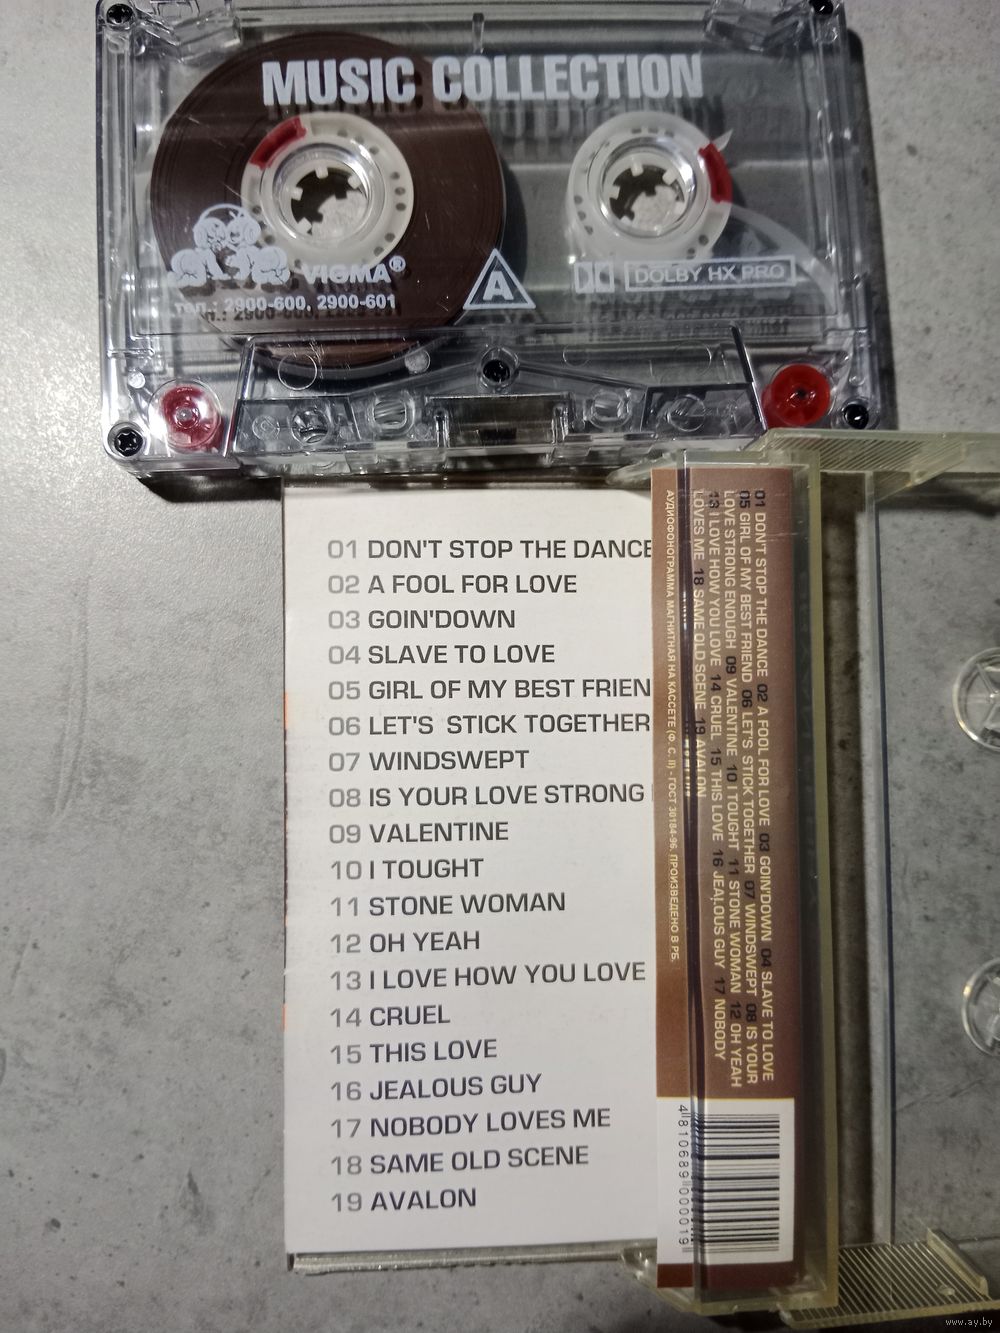 MUSIC COLLECTION
VIGMA®
тел.: 2900-600, 2900-601
A
DOLBY HX PRO
01 DON'T STOP THE DANCE
02 A FOOL FOR LOVE
03 GOIN'DOWN
04 SLAVE TO LOVE
05 GIRL OF MY BEST FRIEN
06 LET'S STICK TOGETHER
07 WINDSWEPT
08 IS YOUR LOVE STRONG
09 VALENTINE
10 I TOUGHT
11 STONE WOMAN
12 OH YEAH
13 I LOVE HOW YOU LOVE
14 CRUEL
15 THIS LOVE
16 JEALOUS GUY
17 NOBODY LOVES ME
18 SAME OLD SCENE
19 AVALON
01 DON'T STOP THE DANCE 02 A FOOL FOR LOVE 03 GOIN'DOWN 04 SLAVE TO LOVE
05 GIRL OF MY BEST FRIEND 06 LET'S STICK TOGETHER 07 WINDSWEPT 08 IS YOUR
LOVE STRONG ENOUGH 09 VALENTINE 10 I TOUGHT 11 STONE WOMAN 12 OH YEAH
13 I LOVE HOW YOU LOVE 14 CRUEL 15 THIS LOVE 16 JEALOUS GUY 17 NOBODY
LOVES ME 18 SAME OLD SCENE 19 AVALON
АУДИОФОНОГРАММА МАГНИТНАЯ НА КАССЕТЕ (Ф. С. II) - ГОСТ 30184-96. ПРОИЗВЕДЕНО В РБ.
4 810689 000019
www.ay.by